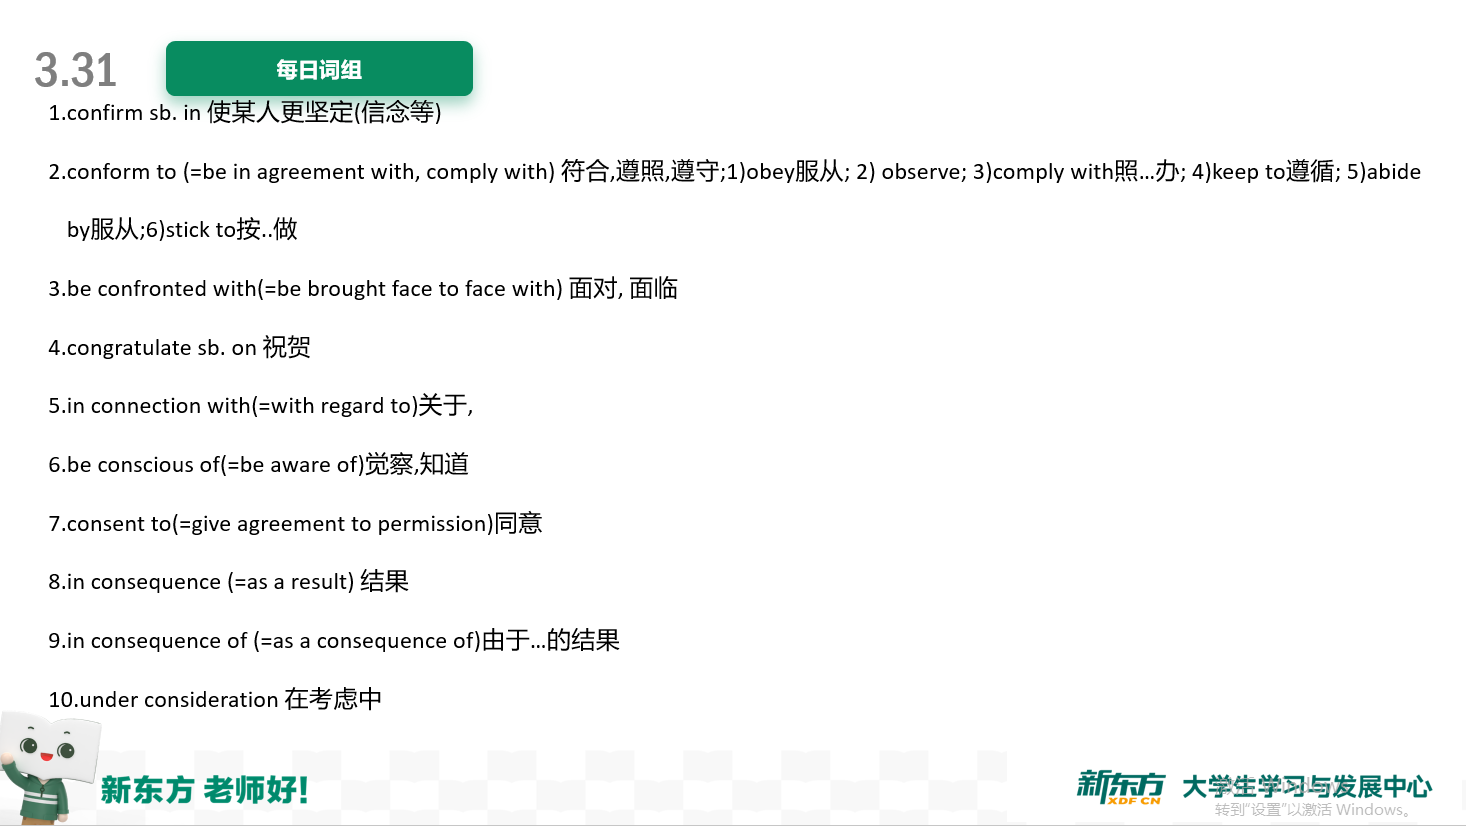 3.31
每日词组
1.confirm sb. in 使某人更坚定(信念等)
2.conform to (=be in agreement with, comply with) 符合,遵照,遵守;1)obey服从; 2) observe; 3)comply with照…办; 4)keep to遵循; 5)abide
by服从;6)stick to按..做
3.be confronted with(=be brought face to face with) 面对, 面临
4.congratulate sb. on 祝贺
5.in connection with(=with regard to)关于,
6.be conscious of(=be aware of)觉察,知道
7.consent to(=give agreement to permission)同意
8.in consequence (=as a result) 结果
9.in consequence of (=as a consequence of)由于…的结果
10.under consideration 在考虑中
新东方 老师好!
新东方 XDF.CN 大学生学习与发展中心
激活 Windows
转到“设置”以激活 Windows。